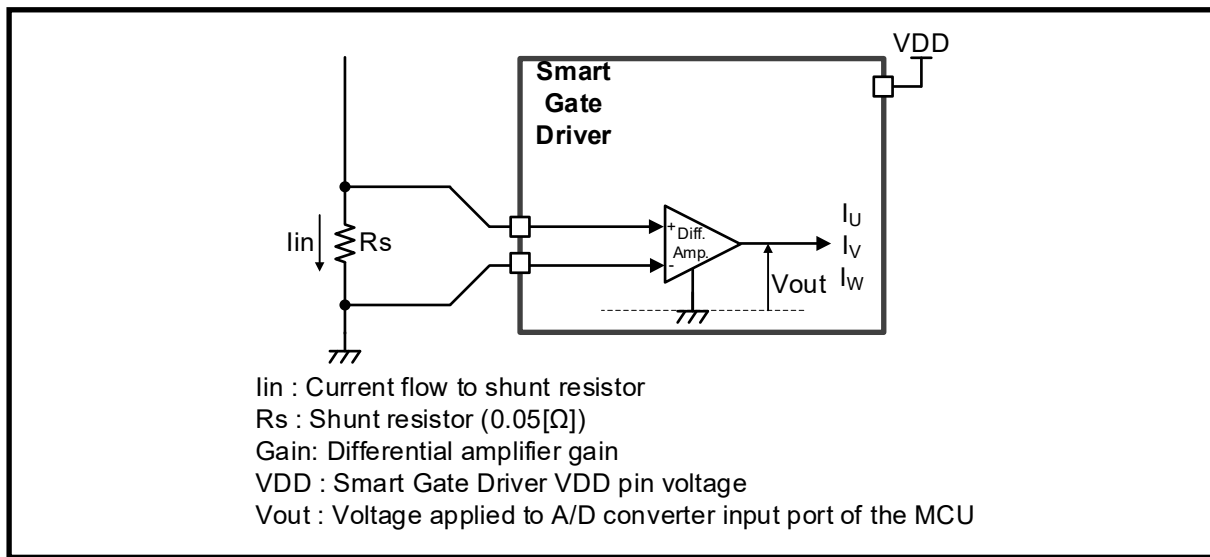 VDD
Smart
Gate
Driver
Iin
Rs
+
Diff.
Amp.
-
Vout
IU
IV
IW
Iin : Current flow to shunt resistor
Rs : Shunt resistor (0.05[Ω])
Gain: Differential amplifier gain
VDD : Smart Gate Driver VDD pin voltage
Vout : Voltage applied to A/D converter input port of the MCU